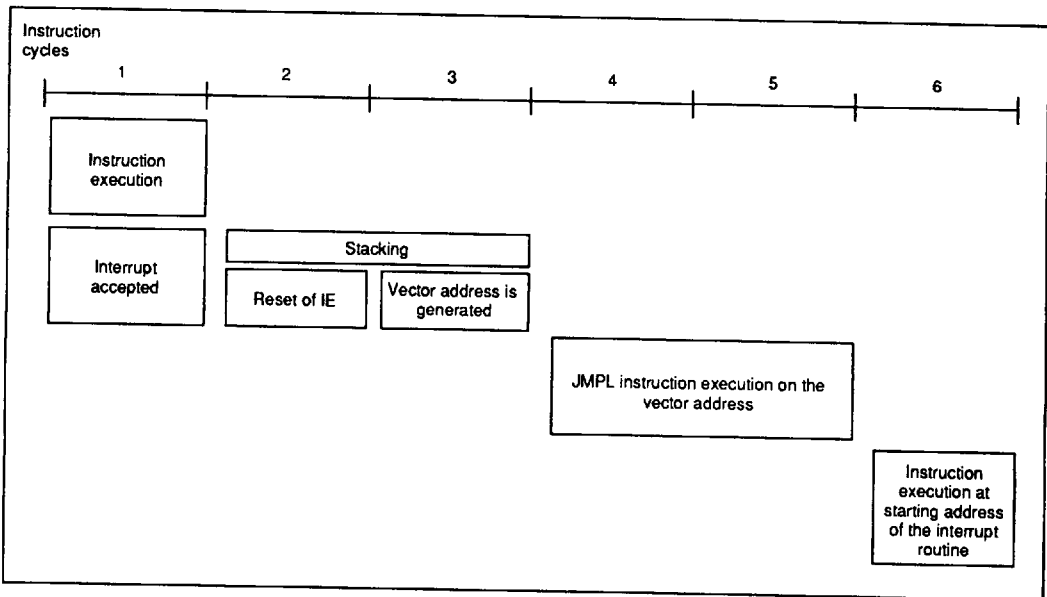 Instruction
cycles
1
2
3
4
5
6
Instruction
execution
Interrupt
accepted
Stacking
Reset of IE
Vector address is
generated
JMPL instruction execution on the
vector address
Instruction
execution at
starting address
of the interrupt
routine